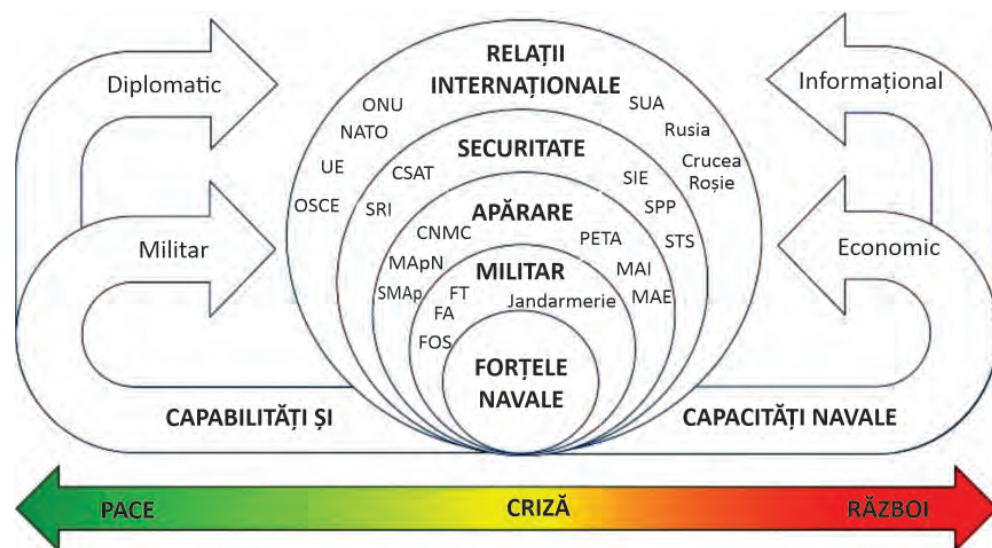 RELAȚII
INTERNAȚIONALE
Diplomatic
Informațional
ONU
SUA
NATO
Rusia
SECURITATE
UE
CSAT
SIE
Crucea
Roșie
OSCE
SRI
APĂRARE
SPP
CNMC
PETA
STS
Militar
Economic
MApN
MILITAR
MAI
SMAp
FT
Jandarmerie
MAE
FA
FOS
FORȚELE
NAVALE
CAPABILITĂȚI ȘI
CAPACITĂȚI NAVALE
PACE
CRIZĂ
RĂZBOI